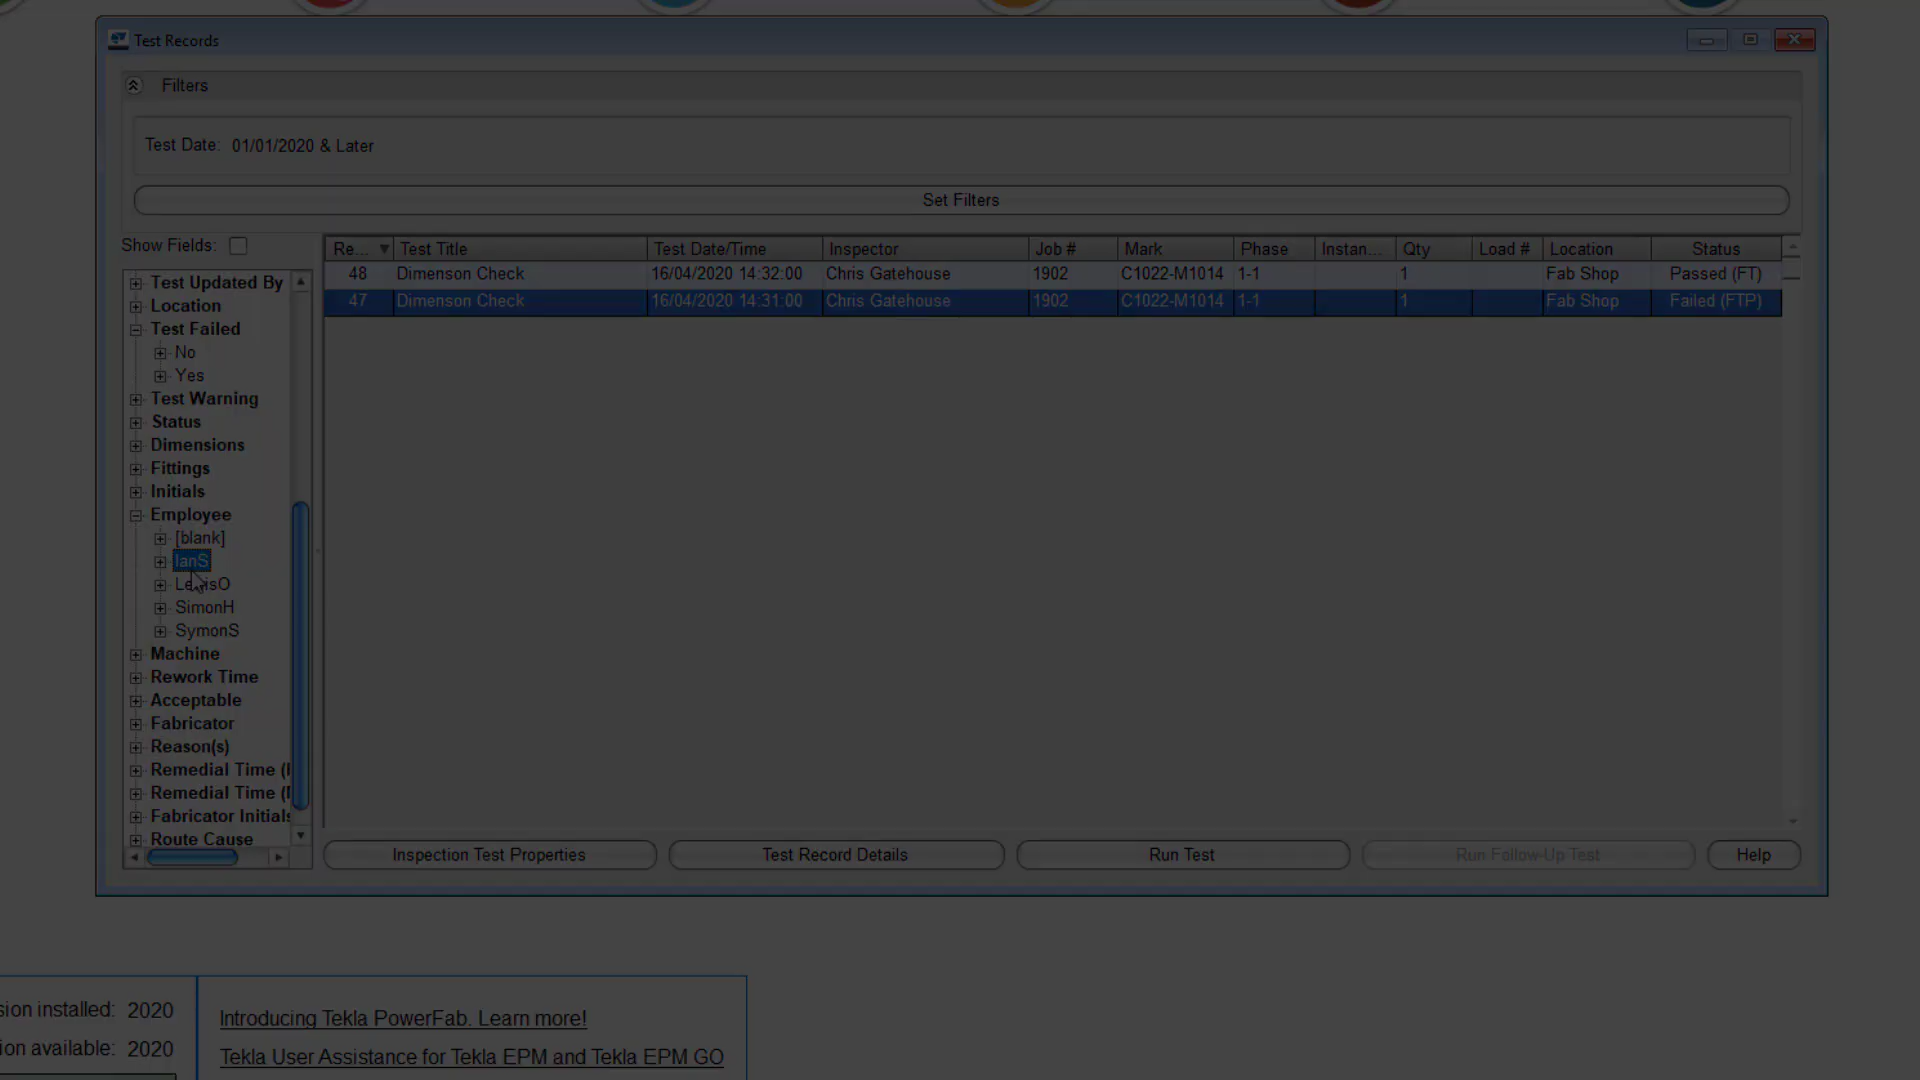 Test Records
Filters
Test Date: 01/01/2020 & Later
Set Filters
Show Fields:
Re... Test Title Test Date/Time Inspector Job # Mark Phase Instan... Qty Load # Location Status
48 Dimenson Check 16/04/2020 14:32:00 Chris Gatehouse 1902 C1022-M1014 1-1 1 Fab Shop Passed (FT)
47 Dimenson Check 16/04/2020 14:31:00 Chris Gatehouse 1902 C1022-M1014 1-1 1 Fab Shop Failed (FTP)
Test Updated By
Location
Test Failed
No
Yes
Test Warning
Status
Dimensions
Fittings
Initials
Employee
[blank]
IanS
LewisO
SimonH
SymonS
Machine
Rework Time
Acceptable
Fabricator
Reason(s)
Remedial Time (
Remedial Time (
Fabricator Initials
Route Cause
Inspection Test Properties Test Record Details Run Test Run Follow-Up Test Help
sion installed: 2020
ion available: 2020
Introducing Tekla PowerFab. Learn more!
Tekla User Assistance for Tekla EPM and Tekla EPM GO